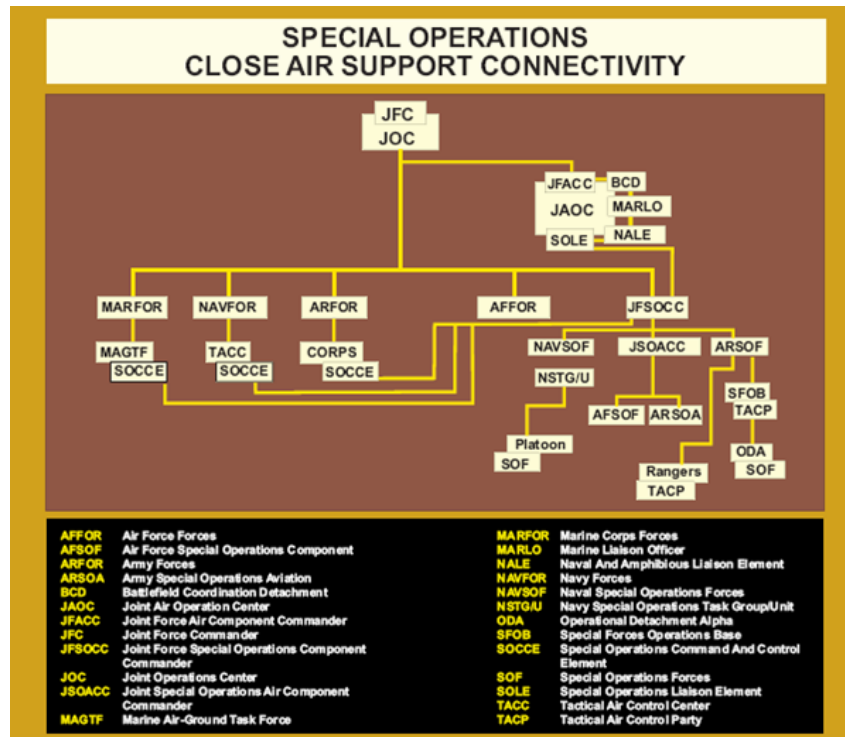 SPECIAL OPERATIONS
CLOSE AIR SUPPORT CONNECTIVITY
JFC
JOC
JFACC
BCD
JAOC
MARLO
SOLE
NALE
MARFOR
NAVFOR
ARFOR
AFFOR
JFSOCC
MAGTF
SOCCE
TACC
SOCCE
CORPS
SOCCE
NAVSOF
JSOACC
ARSOF
NSTG/U
SFOB
TACP
AFSOF
ARSOA
Platoon
SOF
ODA
SOF
Rangers
TACP
AFFOR Air Force Forces
AFSOF Air Force Special Operations Component
ARFOR Army Forces
ARSOA Army Special Operations Aviation
BCD Battlefield Coordination Detachment
JAOC Joint Air Operation Center
JFACC Joint Force Air Component Commander
JFC Joint Force Commander
JFSOCC Joint Force Special Operations Component
Commander
JOC Joint Operations Center
JSOACC Joint Special Operations Air Component
Commander
MAGTF Marine Air-Ground Task Force
MARFOR Marine Corps Forces
MARLO Marine Liaison Officer
NALE Naval And Amphibious Liaison Element
NAVFOR Navy Forces
NAVSOF Naval Special Operations Forces
NSTG/U Navy Special Operations Task Group/Unit
ODA Operational Detachment Alpha
SFOB Special Forces Operations Base
SOCCE Special Operations Command And Control
Element
SOF Special Operations Forces
SOLE Special Operations Liaison Element
TACC Tactical Air Control Center
TACP Tactical Air Control Party